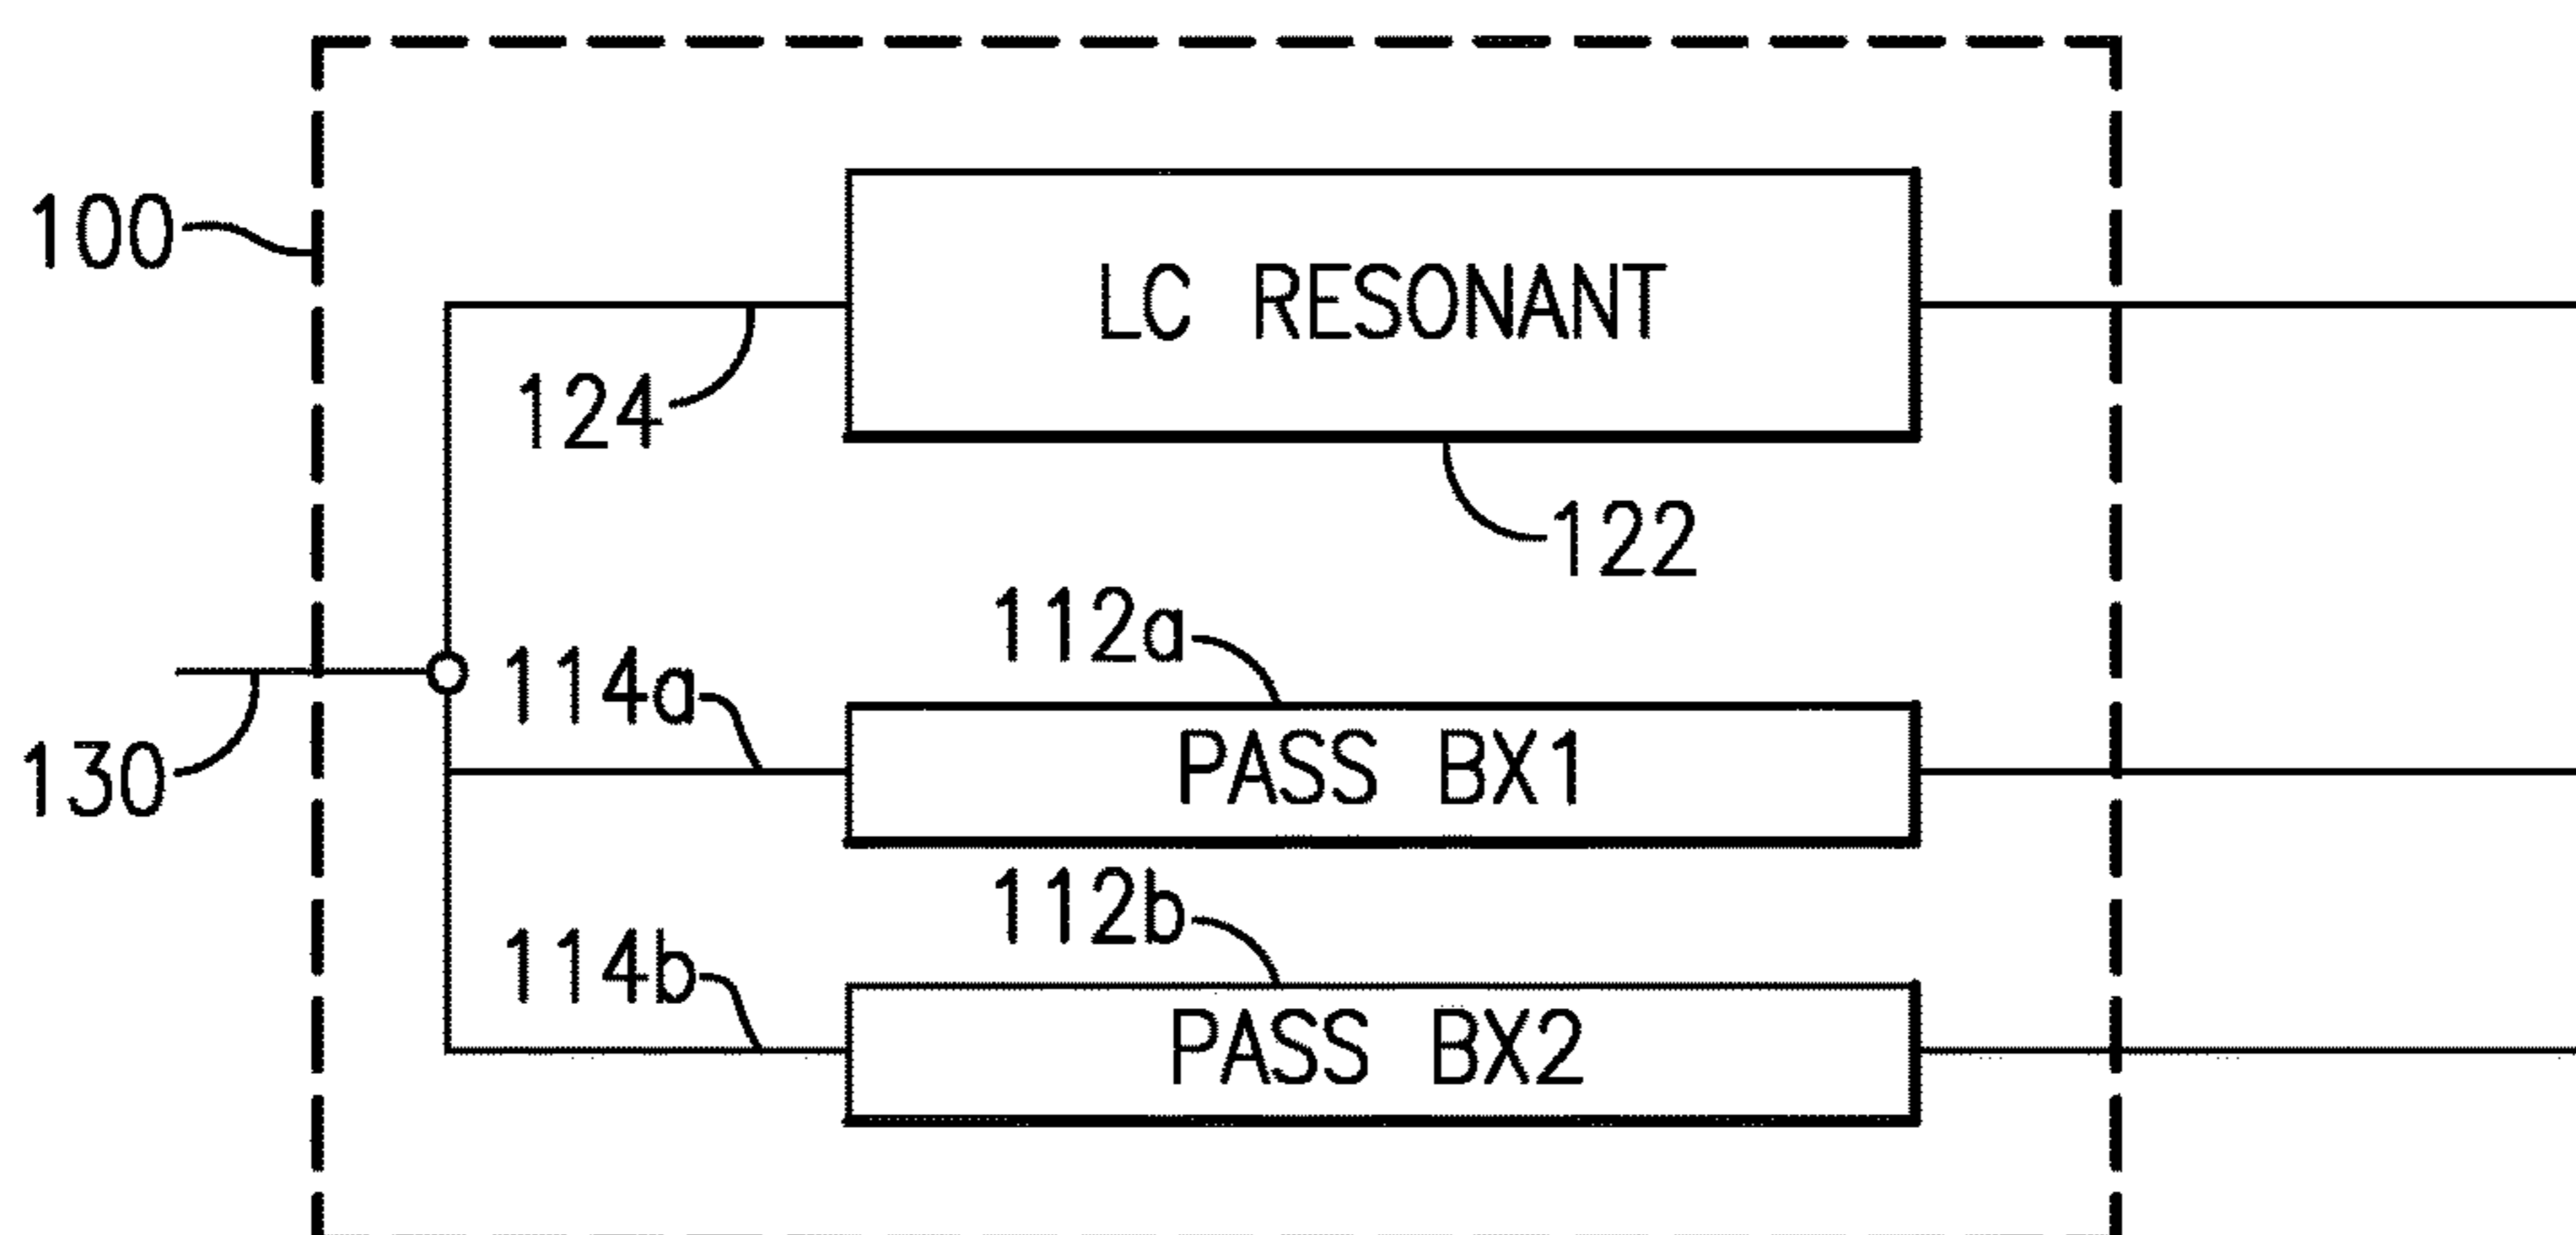 100
LC RESONANT
124
122
112a
114a
PASS BX1
130
112b
114b
PASS BX2